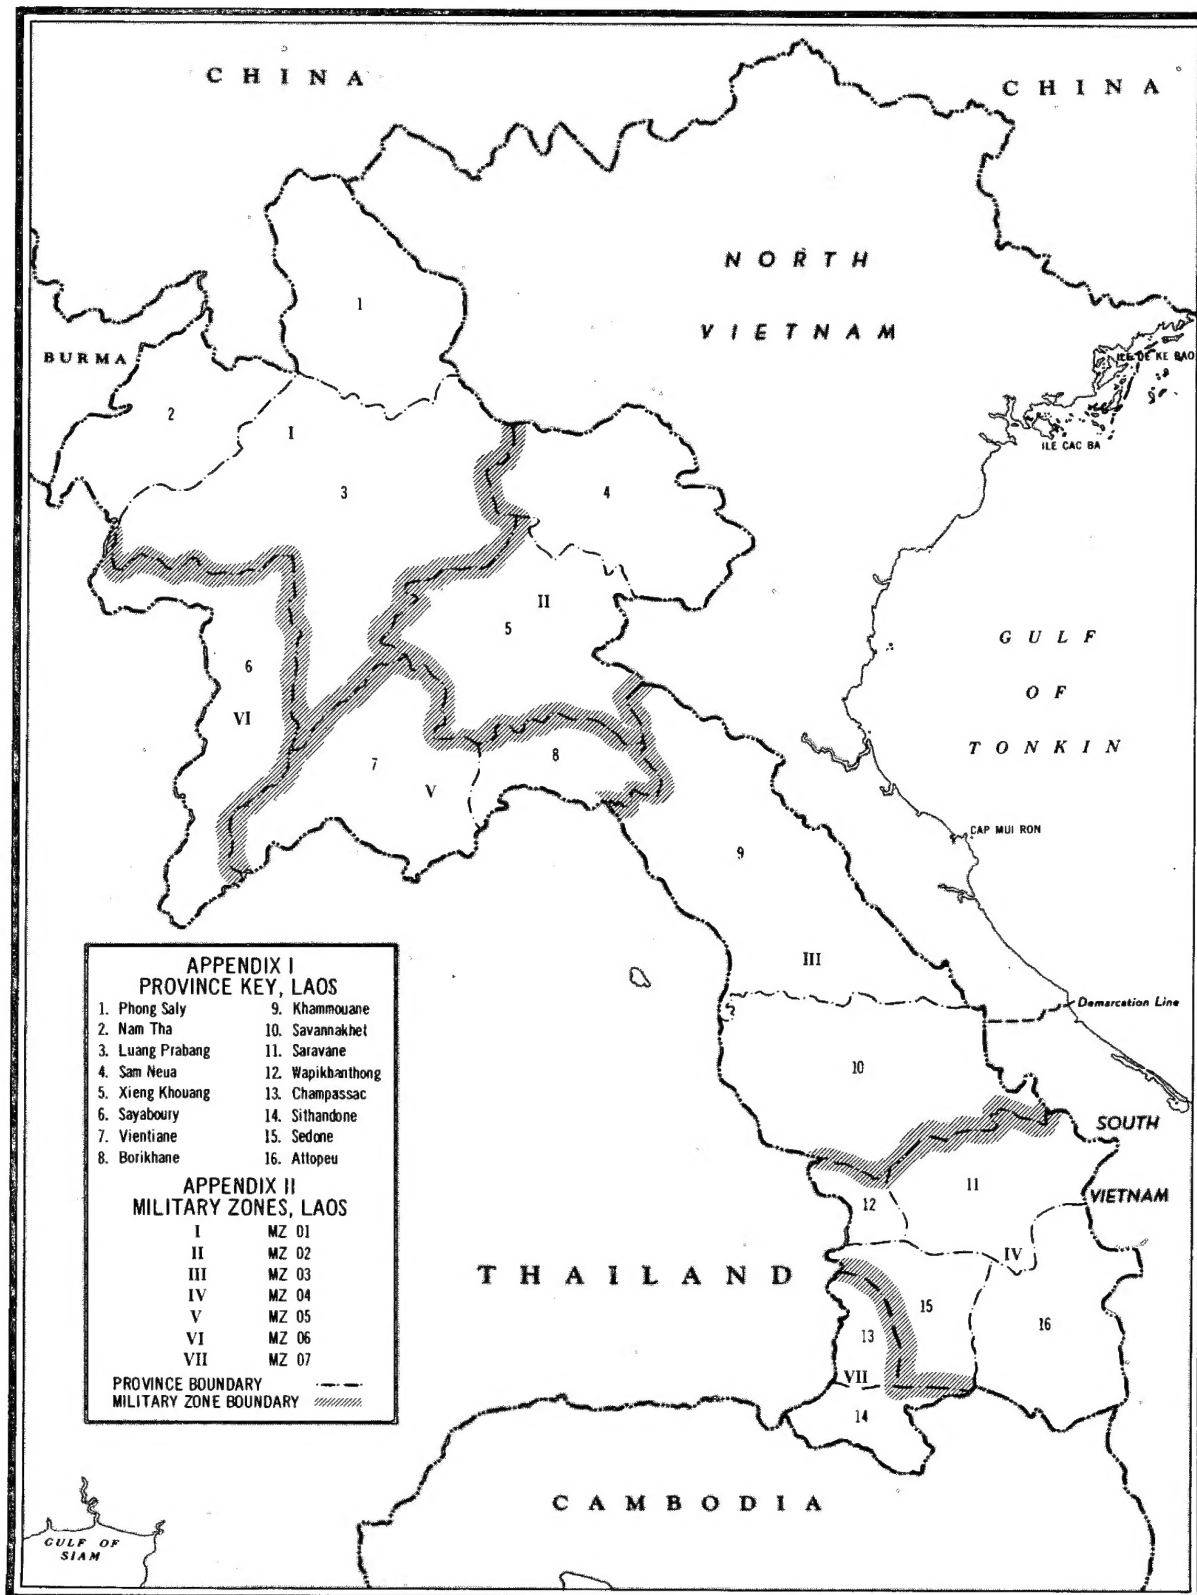 CHINA
CHINA
NORTH
VIETNAM
1
BURMA
ILE DE KE BAO
2
I
ILE CAC BA
3
4
II
5
GULF
OF
TONKIN
6
VI
7
8
V
CAP MUI RON
9
III
Demarcation Line
10
SOUTH
VIETNAM
11
12
IV
THAILAND
15
16
13
VII
14
CAMBODIA
GULF OF
SIAM
APPENDIX I
PROVINCE KEY, LAOS
1. Phong Saly
2. Nam Tha
3. Luang Prabang
4. Sam Neua
5. Xieng Khouang
6. Sayaboury
7. Vientiane
8. Borikhane
9. Khammouane
10. Savannakhet
11. Saravane
12. Wapikbanthong
13. Champassac
14. Sithandone
15. Sedone
16. Attopeu
APPENDIX II
MILITARY ZONES, LAOS
I MZ 01
II MZ 02
III MZ 03
IV MZ 04
V MZ 05
VI MZ 06
VII MZ 07
PROVINCE BOUNDARY
MILITARY ZONE BOUNDARY